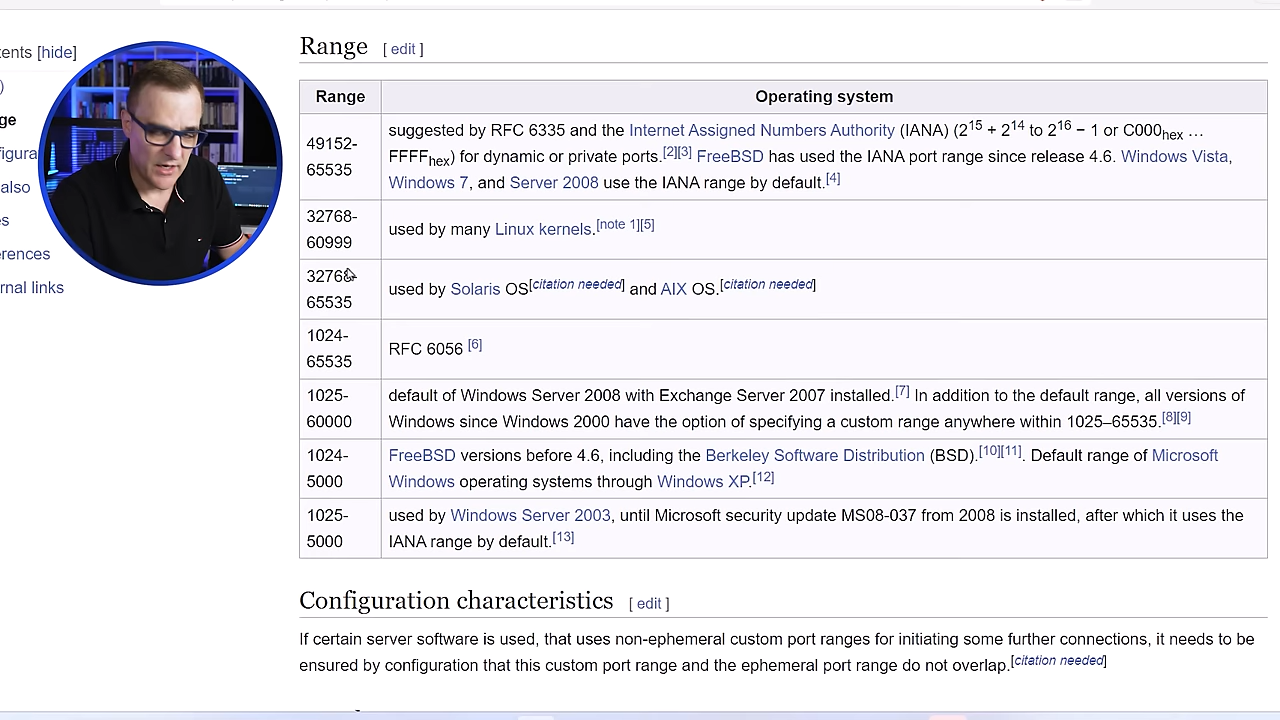 tents [hide]
)
ge
figura
also
es
erences
rnal links
Range [ edit ]
Range Operating system
49152-
65535
suggested by RFC 6335 and the Internet Assigned Numbers Authority (IANA) (2^15 + 2^14 to 2^16 − 1 or C000hex …
FFFFhex) for dynamic or private ports.[2][3] FreeBSD has used the IANA port range since release 4.6. Windows Vista,
Windows 7, and Server 2008 use the IANA range by default.[4]
32768-
60999
used by many Linux kernels.[note 1][5]
32768-
65535
used by Solaris OS[citation needed] and AIX OS.[citation needed]
1024-
65535
RFC 6056 [6]
1025-
60000
default of Windows Server 2008 with Exchange Server 2007 installed.[7] In addition to the default range, all versions of
Windows since Windows 2000 have the option of specifying a custom range anywhere within 1025–65535.[8][9]
1024-
5000
FreeBSD versions before 4.6, including the Berkeley Software Distribution (BSD).[10][11]. Default range of Microsoft
Windows operating systems through Windows XP.[12]
1025-
5000
used by Windows Server 2003, until Microsoft security update MS08-037 from 2008 is installed, after which it uses the
IANA range by default.[13]
Configuration characteristics [ edit ]
If certain server software is used, that uses non-ephemeral custom port ranges for initiating some further connections, it needs to be
ensured by configuration that this custom port range and the ephemeral port range do not overlap.[citation needed]